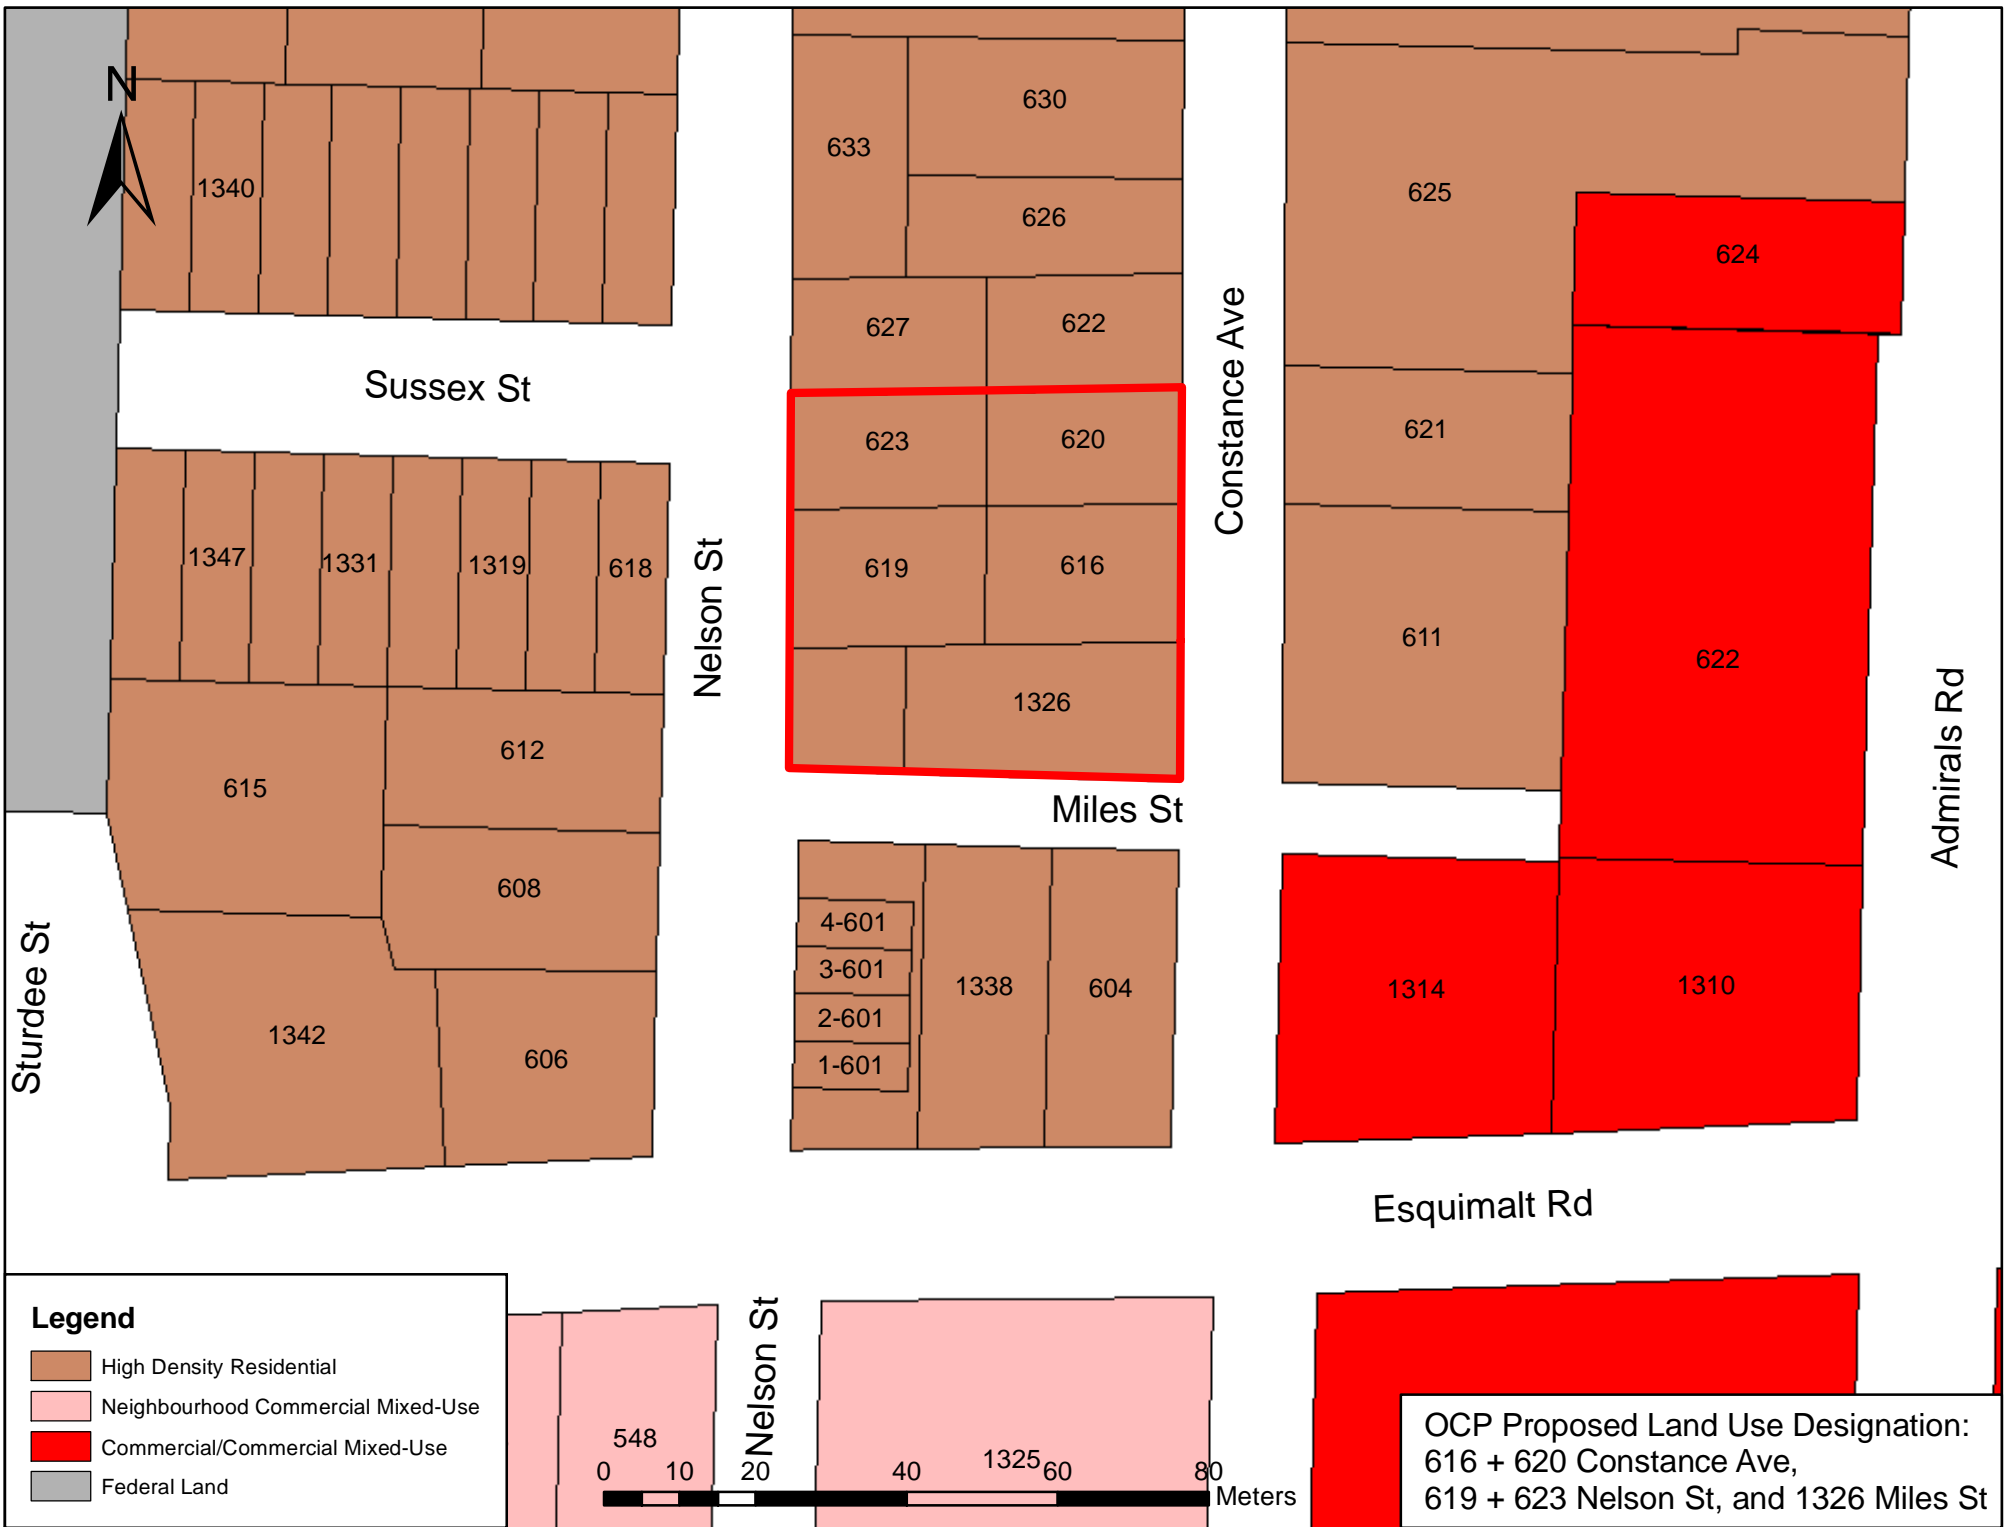 N
630
633
1340
625
626
624
627
622
Sussex St
Constance Ave
623
620
621
1347
1331
1319
618
Nelson St
619
616
611
622
1326
612
615
Miles St
Admirals Rd
608
4-601
3-601
2-601
1-601
1338
604
1314
1310
Sturdee St
1342
606
Esquimalt Rd
Legend
High Density Residential
Neighbourhood Commercial Mixed-Use
Commercial/Commercial Mixed-Use
Federal Land
548
Nelson St
1325
0 10 20 40 60 80
Meters
OCP Proposed Land Use Designation:
616 + 620 Constance Ave,
619 + 623 Nelson St, and 1326 Miles St